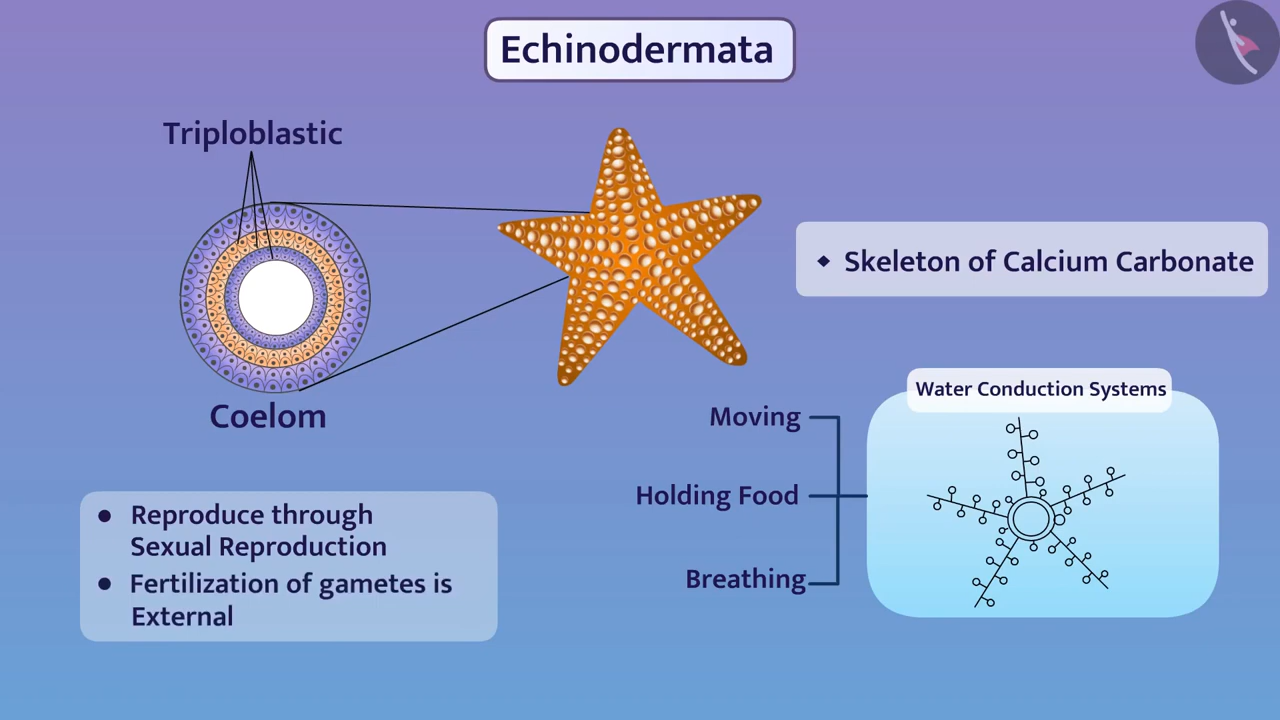 Echinodermata
Triploblastic
Coelom
◆ Skeleton of Calcium Carbonate
Water Conduction Systems
Moving
Holding Food
Breathing
● Reproduce through
Sexual Reproduction
● Fertilization of gametes is
External